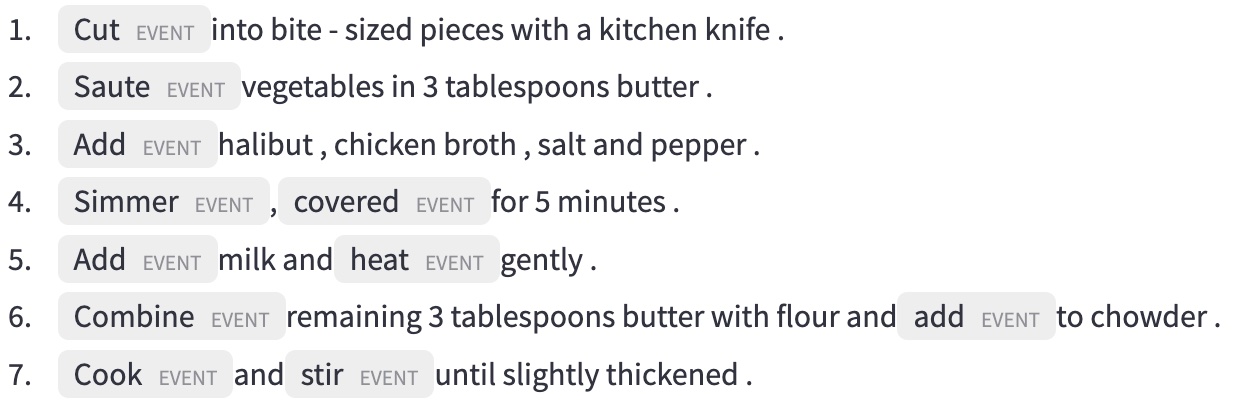 1. Cut EVENT into bite - sized pieces with a kitchen knife .
2. Saute EVENT vegetables in 3 tablespoons butter .
3. Add EVENT halibut , chicken broth , salt and pepper .
4. Simmer EVENT , covered EVENT for 5 minutes .
5. Add EVENT milk and heat EVENT gently .
6. Combine EVENT remaining 3 tablespoons butter with flour and add EVENT to chowder .
7. Cook EVENT and stir EVENT until slightly thickened .